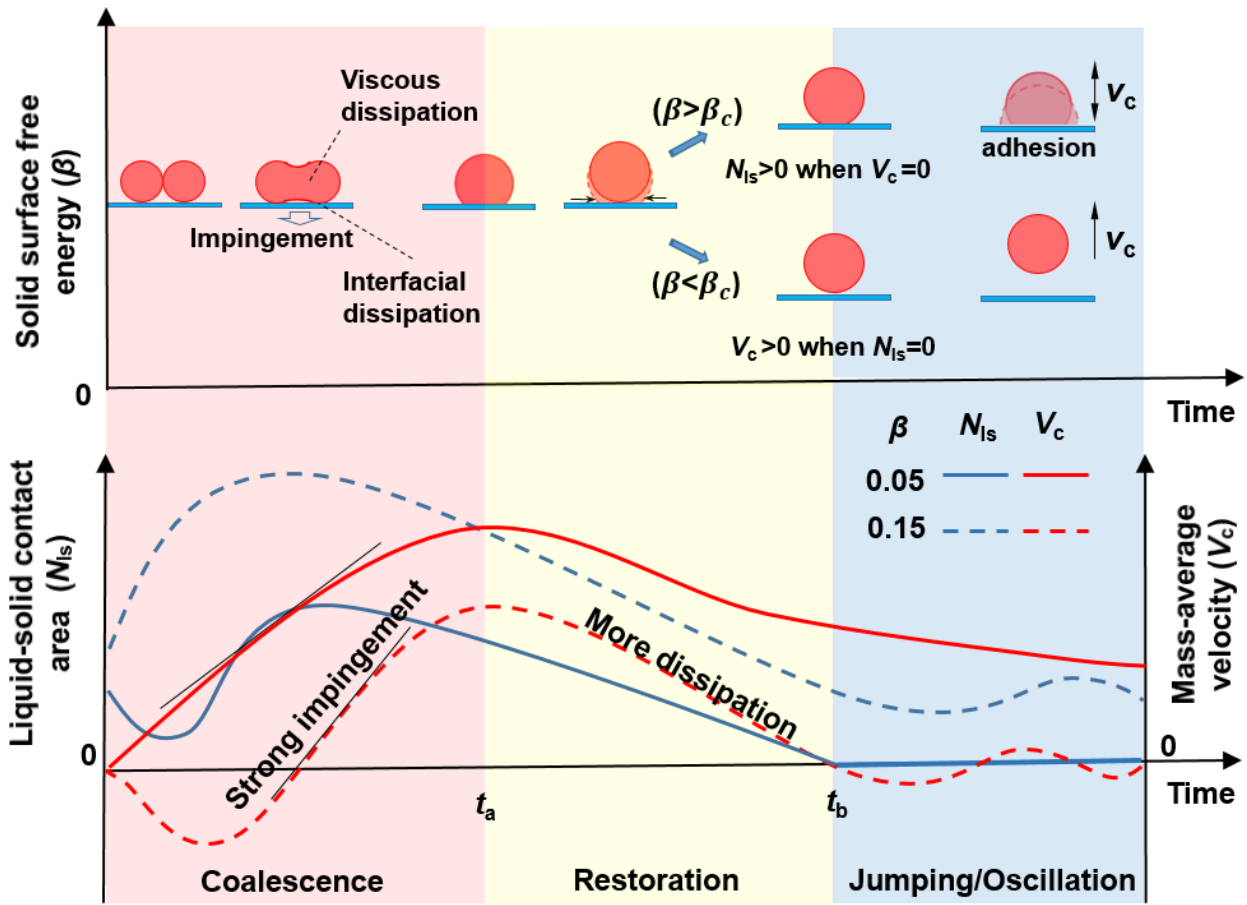 Solid surface free
energy (β)
Viscous
dissipation
Impingement
Interfacial
dissipation
(β>βc)
(β<βc)
Nls>0 when Vc=0
Vc
adhesion
Vc
Vc>0 when Nls=0
0
Time
β Nls Vc
0.05
0.15
Liquid-solid contact
area (Nls)
Strong impingement
More dissipation
Mass-average
velocity (Vc)
0
0
Time
ta
tb
Coalescence
Restoration
Jumping/Oscillation